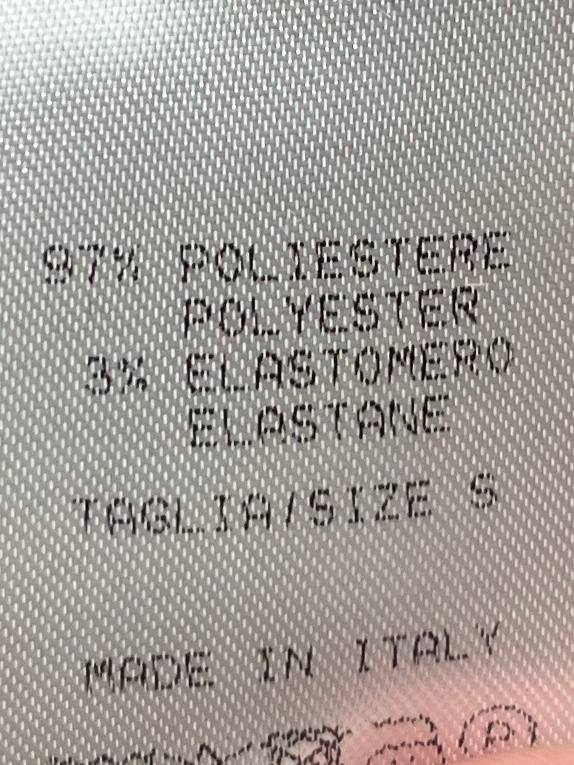 97% POLIESTERE
POLYESTER
3% ELASTOMERO
ELASTANE
TAGLIA/SIZE S
MADE IN ITALY
P